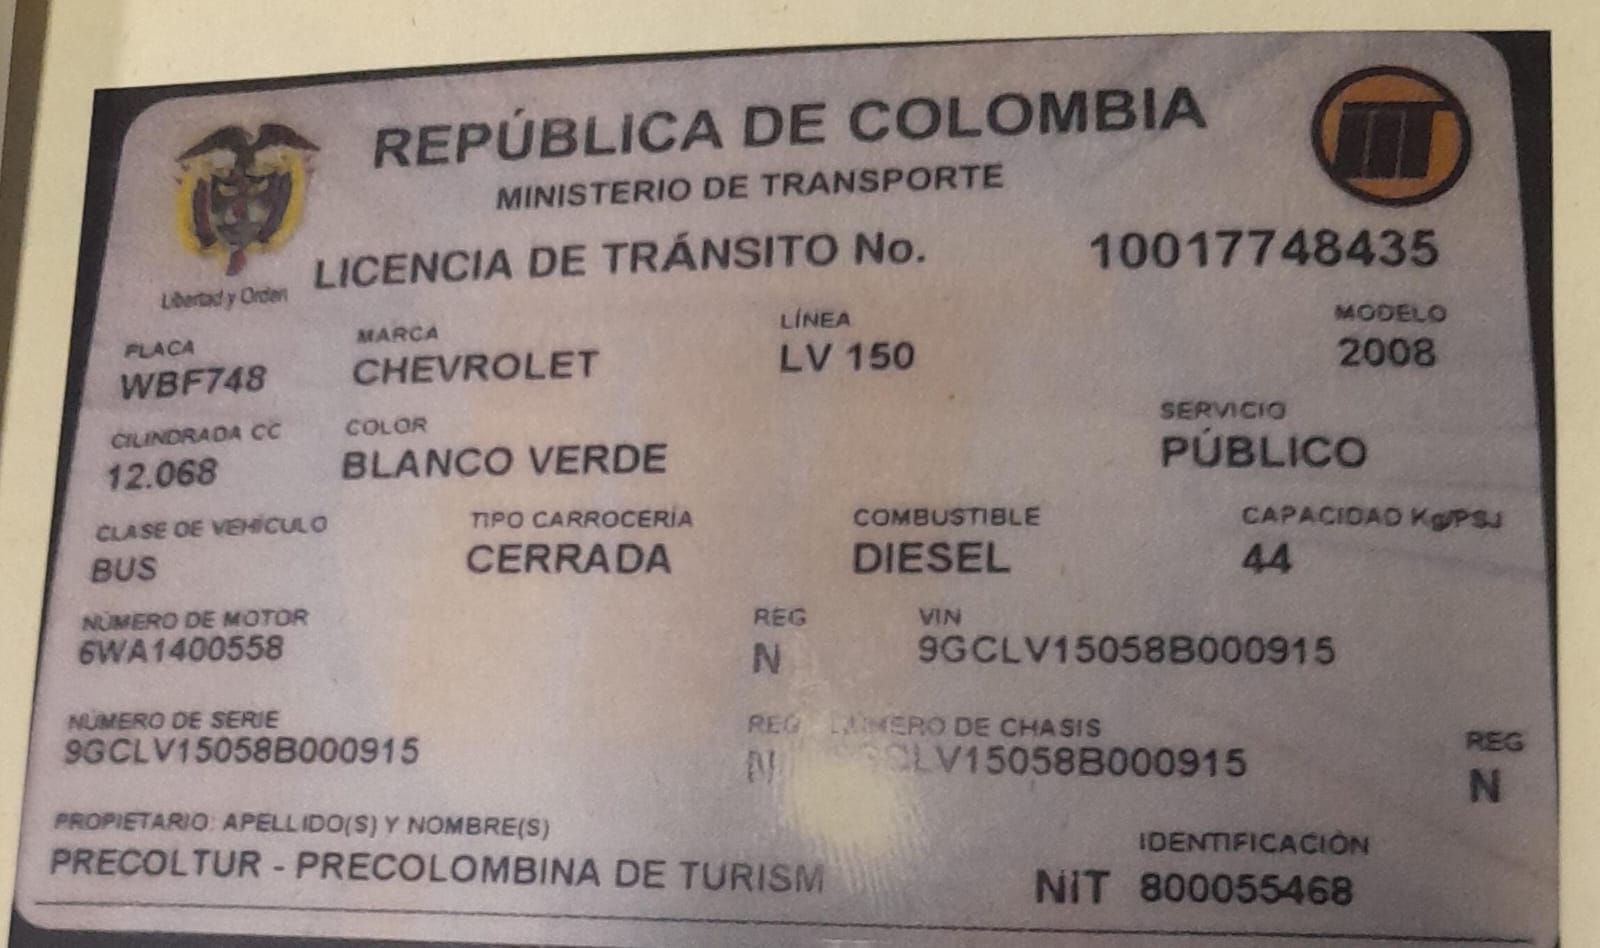 REPÚBLICA DE COLOMBIA
MINISTERIO DE TRANSPORTE
Libertad y Orden
LICENCIA DE TRÁNSITO No. 10017748435
PLACA MARCA LÍNEA MODELO
WBF748 CHEVROLET LV 150 2008
CILINDRADA CC COLOR SERVICIO
12.068 BLANCO VERDE PÚBLICO
CLASE DE VEHÍCULO TIPO CARROCERÍA COMBUSTIBLE CAPACIDAD Kg/PSJ
BUS CERRADA DIESEL 44
NÚMERO DE MOTOR REG VIN
6WA1400558 N 9GCLV15058B000915
NÚMERO DE SERIE REG NÚMERO DE CHASIS REG
9GCLV15058B000915 N N
PROPIETARIO: APELLIDO(S) Y NOMBRE(S) IDENTIFICACIÓN
PRECOLTUR - PRECOLOMBINA DE TURISM NIT 800055468